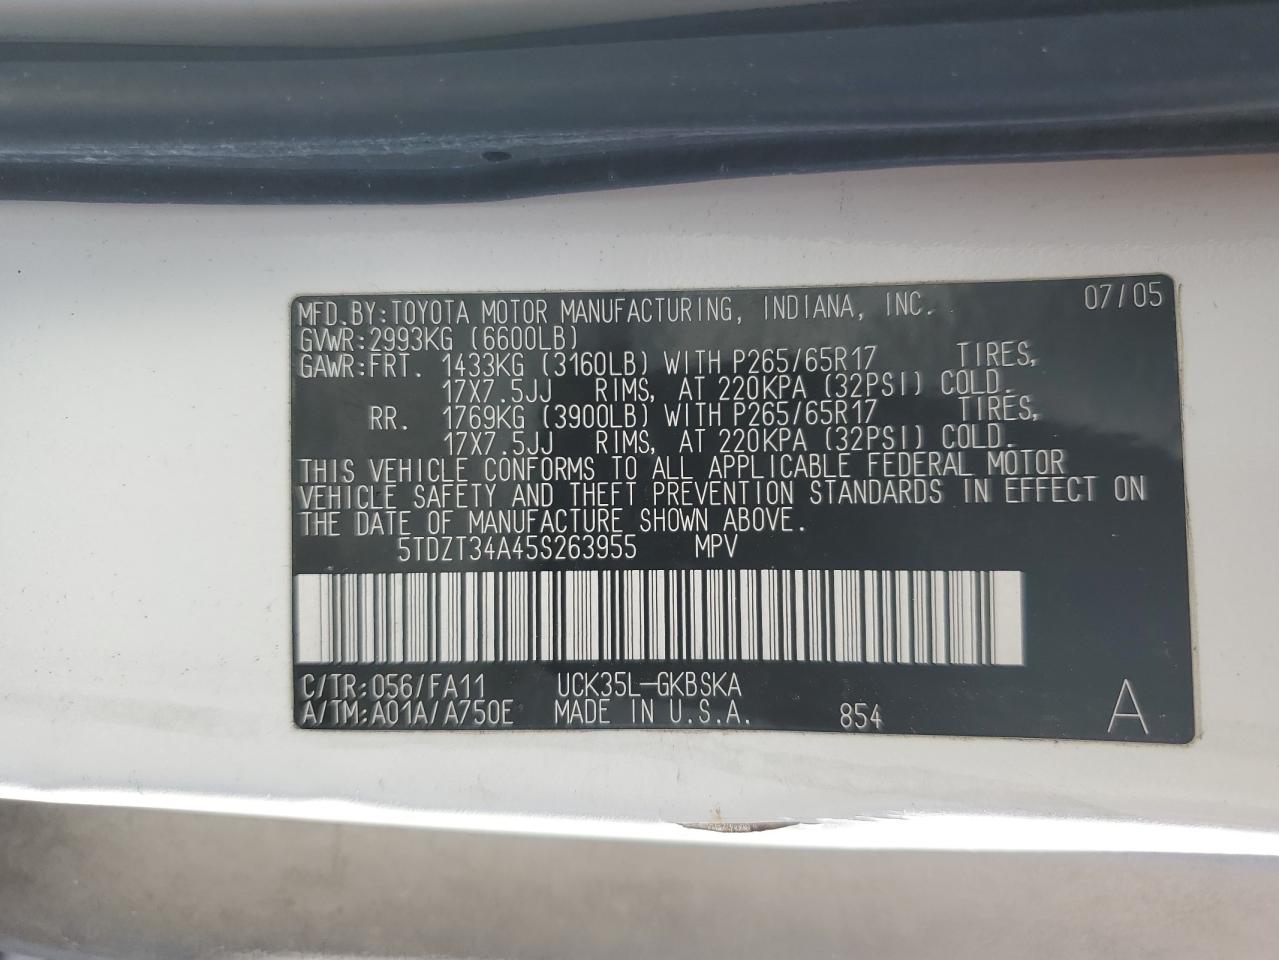 MFD.BY:TOYOTA MOTOR MANUFACTURING, INDIANA, INC. 07/05
GVWR:2993KG (6600LB)
GAWR:FRT. 1433KG (3160LB) WITH P265/65R17 TIRES,
17X7.5JJ RIMS, AT 220KPA (32PSI) COLD.
RR. 1769KG (3900LB) WITH P265/65R17 TIRES,
17X7.5JJ RIMS, AT 220KPA (32PSI) COLD.
THIS VEHICLE CONFORMS TO ALL APPLICABLE FEDERAL MOTOR
VEHICLE SAFETY AND THEFT PREVENTION STANDARDS IN EFFECT ON
THE DATE OF MANUFACTURE SHOWN ABOVE.
5TDZT34A45S263955 MPV
C/TR:056/FA11 UCK35L-GKBSKA
A/TM:A01A/A750E MADE IN U.S.A. 854 A